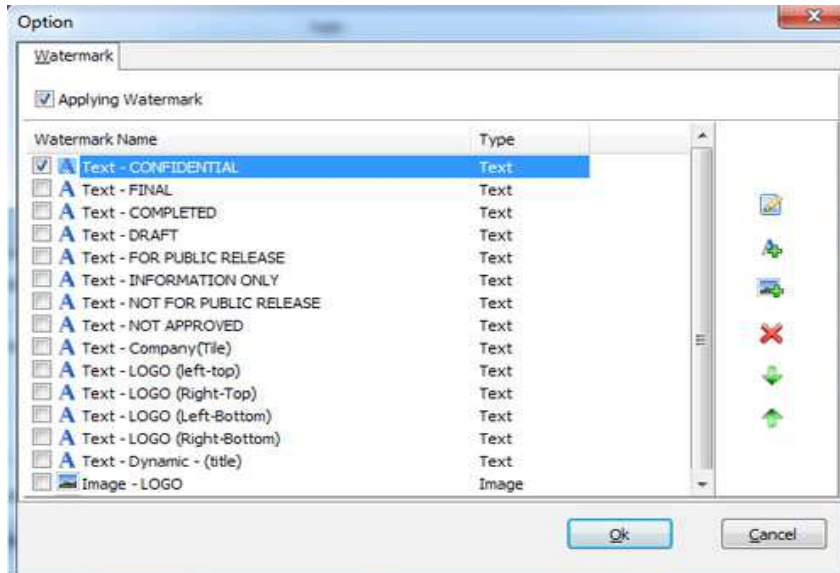 Option
Watermark
Applying Watermark
Watermark Name Type
Text - CONFIDENTIAL Text
Text - FINAL Text
Text - COMPLETED Text
Text - DRAFT Text
Text - FOR PUBLIC RELEASE Text
Text - INFORMATION ONLY Text
Text - NOT FOR PUBLIC RELEASE Text
Text - NOT APPROVED Text
Text - Company(Tile) Text
Text - LOGO (left-top) Text
Text - LOGO (Right-Top) Text
Text - LOGO (Left-Bottom) Text
Text - LOGO (Right-Bottom) Text
Text - Dynamic - (title) Text
Image - LOGO Image
Ok Cancel